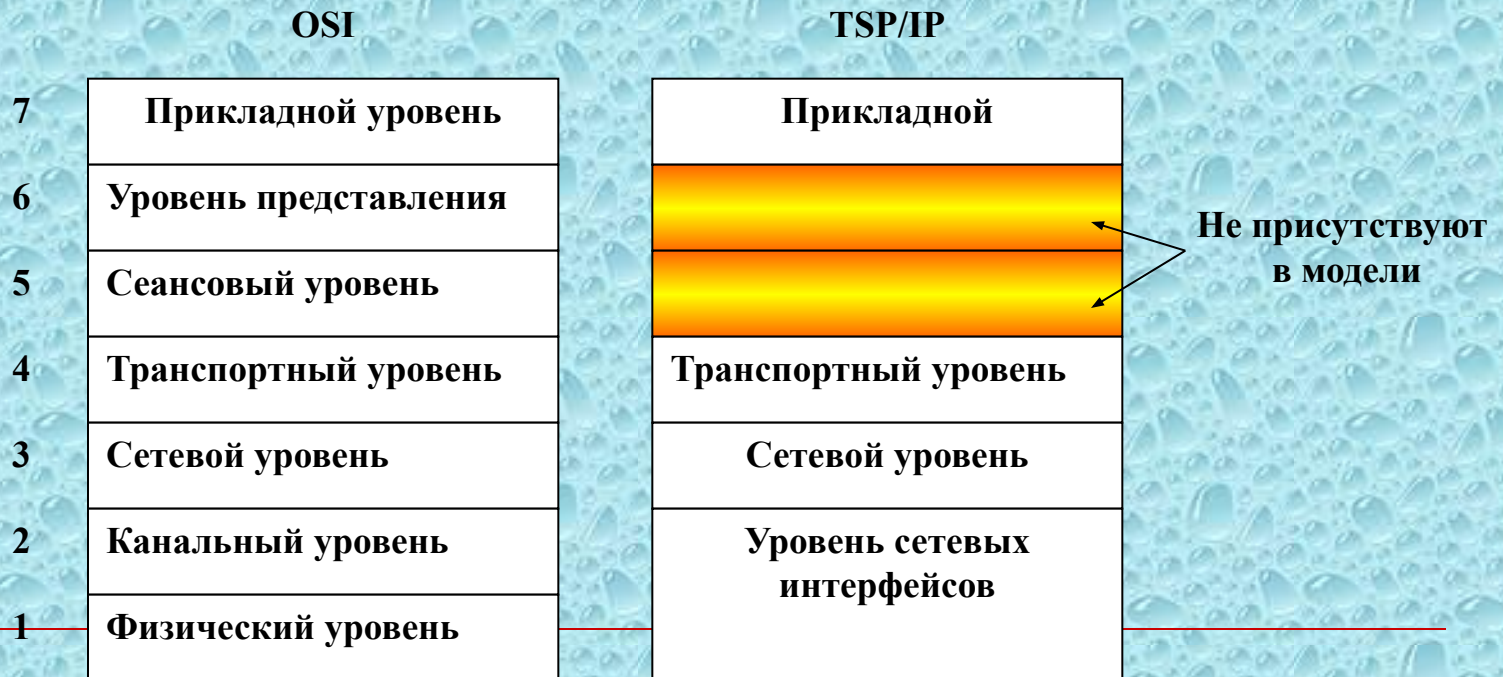 OSI
TSP/IP
7
Прикладной уровень
Прикладной
6
Уровень представления
Не присутствуют
в модели
5
Сеансовый уровень
4
Транспортный уровень
Транспортный уровень
3
Сетевой уровень
Сетевой уровень
2
Канальный уровень
Уровень сетевых
интерфейсов
1
Физический уровень